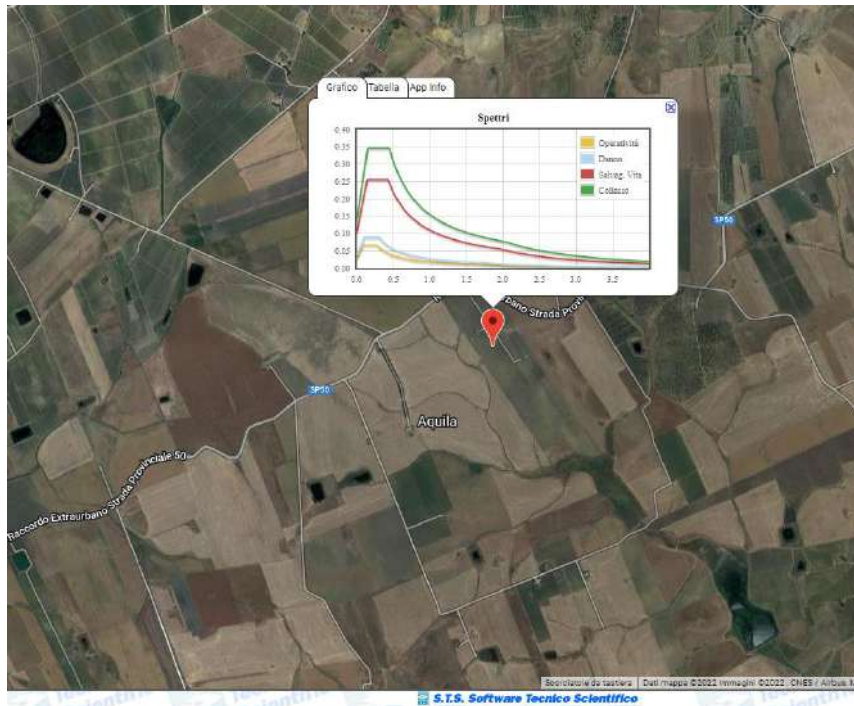 Grafico Tabella App Info
Spettri
0.40
0.35
0.30
0.25
0.20
0.15
0.10
0.05
0.00
0.0 0.5 1.0 1.5 2.0 2.5 3.0 3.5
Operatività
Danno
Salvag. Vita
Collasso
SP50
SP50
Aquila
Raccordo Extraurbano Strada Provinciale 50
bano Strada Provi
Scorciatoie da tastiera Dati mappa ©2022 Immagini ©2022, CNES / Airbus, M
S.T.S. Software Tecnico Scientifico